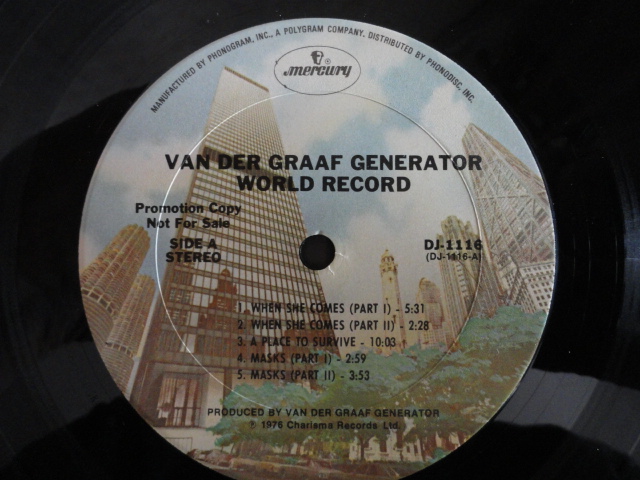 MANUFACTURED BY PHONOGRAM, INC., A POLYGRAM COMPANY. DISTRIBUTED BY PHONODISC, INC.
mercury ®
VAN DER GRAAF GENERATOR
WORLD RECORD
Promotion Copy
Not For Sale
SIDE A
STEREO
DJ-1116
(DJ-1116-A)
1. WHEN SHE COMES (PART I) - 5:31
2. WHEN SHE COMES (PART II) - 2:28
3. A PLACE TO SURVIVE - 10:03
4. MASKS (PART I) - 2:59
5. MASKS (PART II) - 3:53
PRODUCED BY VAN DER GRAAF GENERATOR
℗ 1976 Charisma Records Ltd.